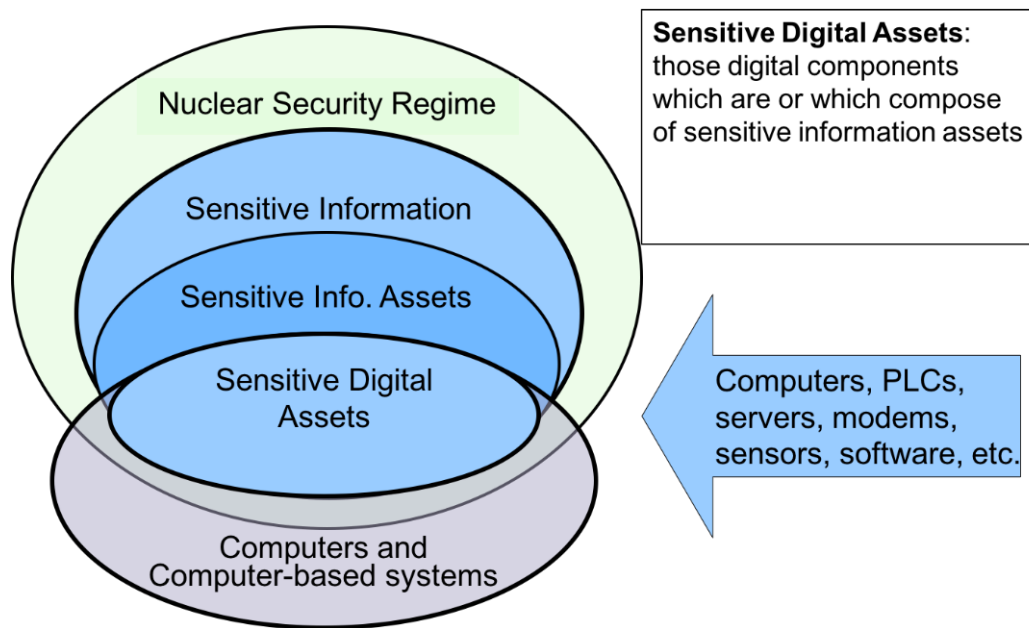 Nuclear Security Regime
Sensitive Information
Sensitive Info. Assets
Sensitive Digital
Assets
Computers and
Computer-based systems
Sensitive Digital Assets:
those digital components
which are or which compose
of sensitive information assets
Computers, PLCs,
servers, modems,
sensors, software, etc.